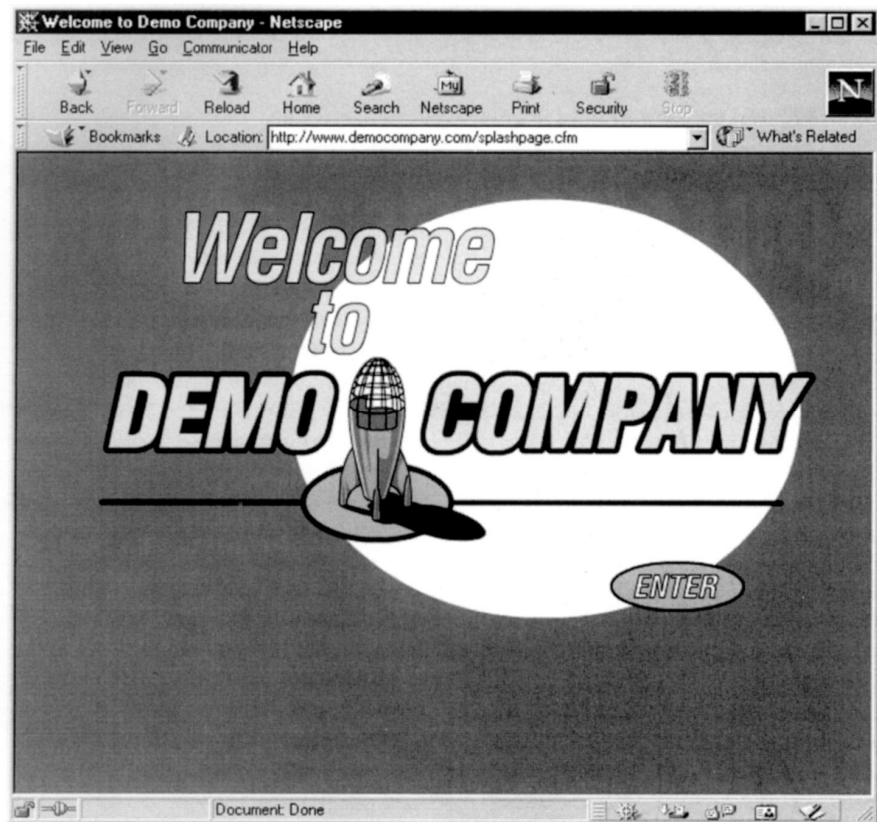 Welcome to Demo Company - Netscape
File Edit View Go Communicator Help
Back Forward Reload Home Search My Netscape Print Security Stop
N
Bookmarks Location: http://www.democompany.com/splashpage.cfm What's Related
Welcome
to
DEMO COMPANY
ENTER
Document: Done